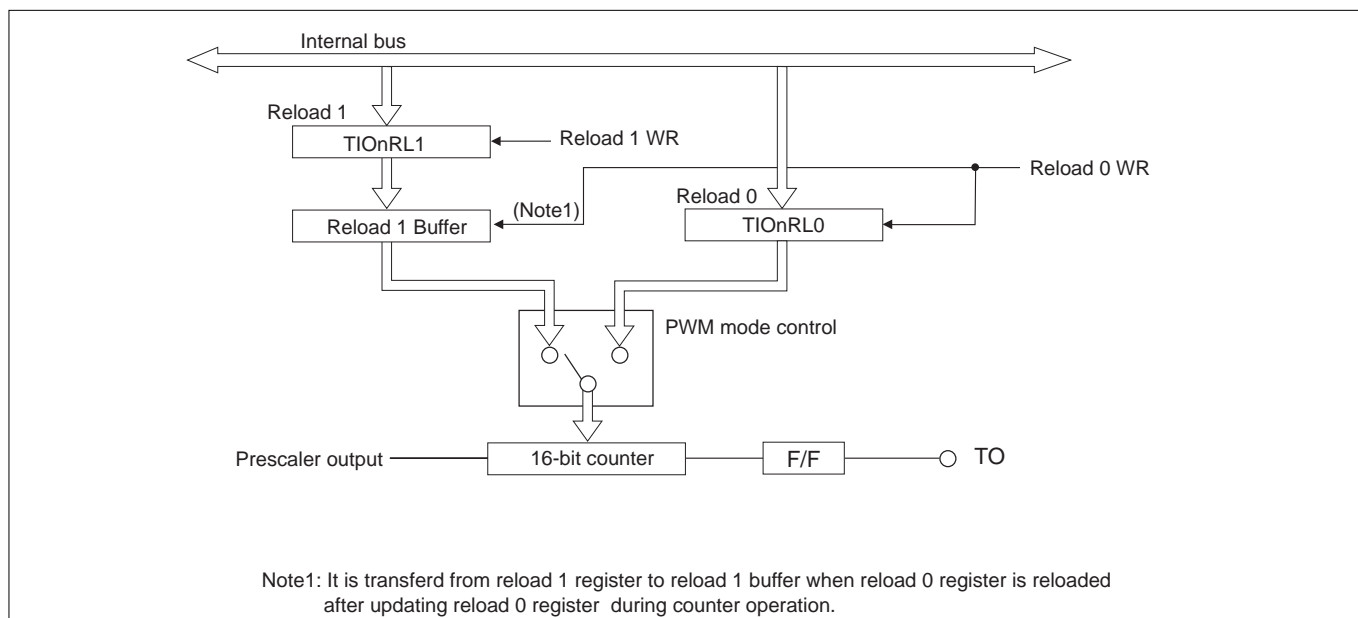 Internal bus
Reload 1
TIOnRL1
Reload 1 WR
Reload 0 WR
Reload 0
(Note1)
Reload 1 Buffer
TIOnRL0
PWM mode control
Prescaler output
16-bit counter
F/F
TO
Note1: It is transferd from reload 1 register to reload 1 buffer when reload 0 register is reloaded
after updating reload 0 register during counter operation.